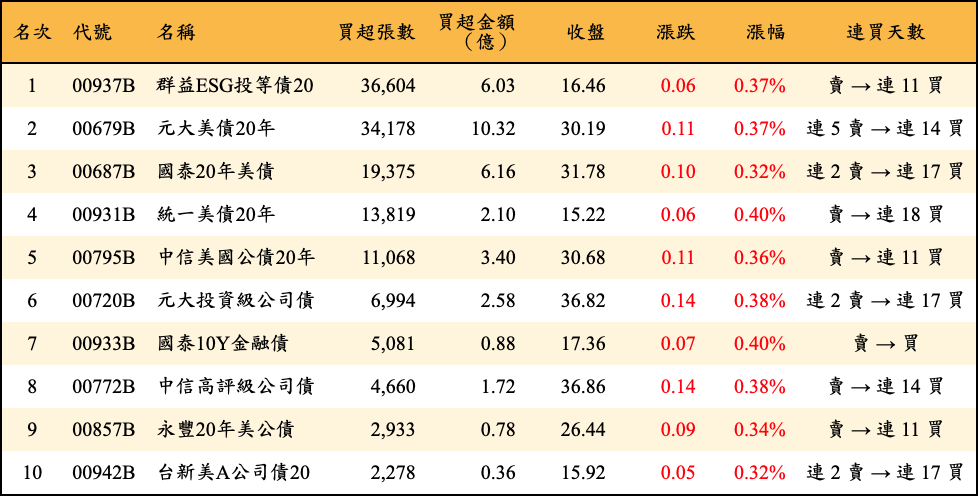 名次 代號 名稱 買超張數 買超金額（億） 收盤 漲跌 漲幅 連買天數
1 00937B 群益ESG投等債20 36,604 6.03 16.46 0.06 0.37% 賣 → 連 11 買
2 00679B 元大美債20年 34,178 10.32 30.19 0.11 0.37% 連 5 賣 → 連 14 買
3 00687B 國泰20年美債 19,375 6.16 31.78 0.10 0.32% 連 2 賣 → 連 17 買
4 00931B 統一美債20年 13,819 2.10 15.22 0.06 0.40% 賣 → 連 18 買
5 00795B 中信美國公債20年 11,068 3.40 30.68 0.11 0.36% 賣 → 連 11 買
6 00720B 元大投資級公司債 6,994 2.58 36.82 0.14 0.38% 連 2 賣 → 連 17 買
7 00933B 國泰10Y金融債 5,081 0.88 17.36 0.07 0.40% 賣 → 買
8 00772B 中信高評級公司債 4,660 1.72 36.86 0.14 0.38% 賣 → 連 14 買
9 00857B 永豐20年美公債 2,933 0.78 26.44 0.09 0.34% 賣 → 連 11 買
10 00942B 台新美A公司債20 2,278 0.36 15.92 0.05 0.32% 連 2 賣 → 連 17 買